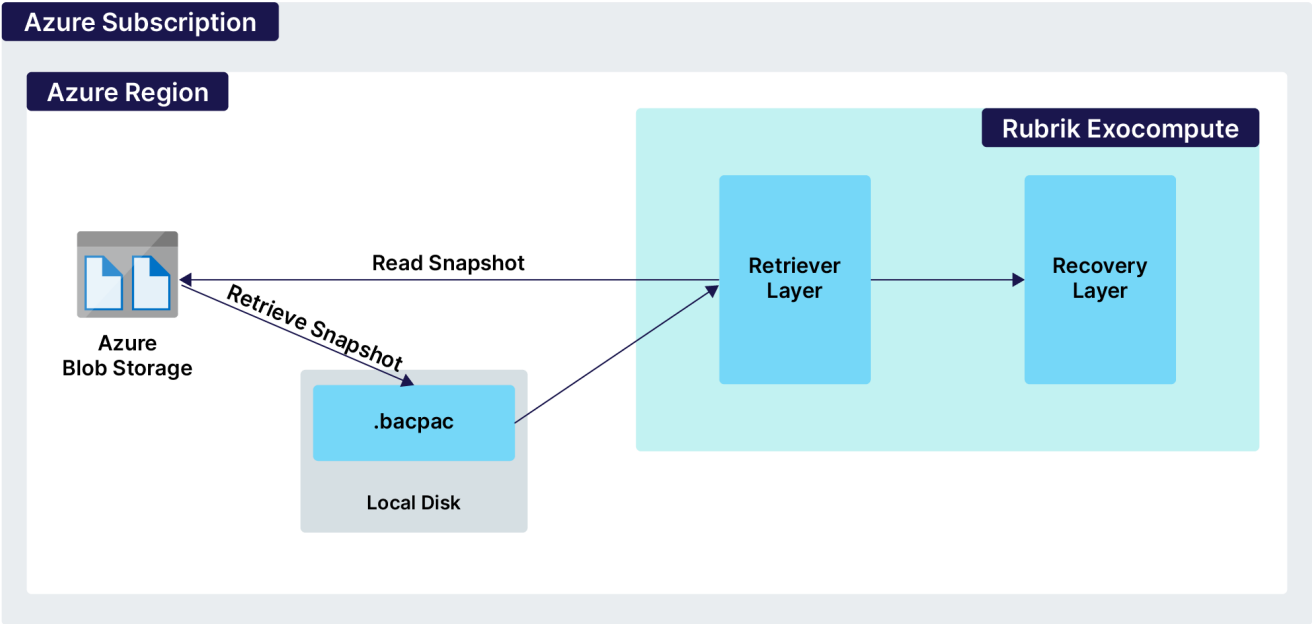 Azure Subscription
Azure Region
Rubrik Exocompute
Read Snapshot
Retrieve Snapshot
Azure
Blob Storage
.bacpac
Local Disk
Retriever
Layer
Recovery
Layer